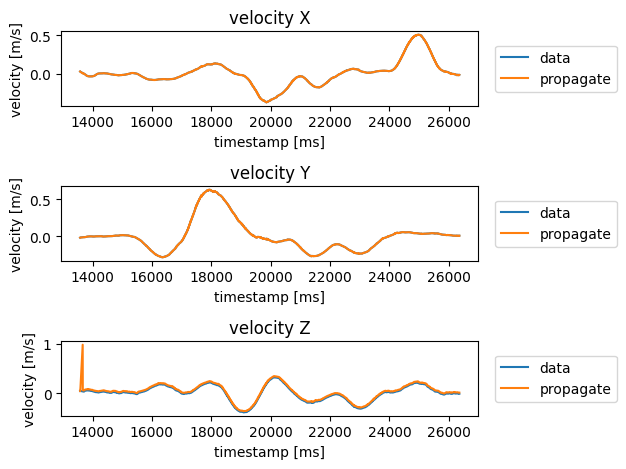 velocity X
velocity [m/s]
0.5
0.0
14000 16000 18000 20000 22000 24000 26000
timestamp [ms]
data
propagate
velocity Y
velocity [m/s]
0.5
0.0
14000 16000 18000 20000 22000 24000 26000
timestamp [ms]
data
propagate
velocity Z
velocity [m/s]
1
0
14000 16000 18000 20000 22000 24000 26000
timestamp [ms]
data
propagate